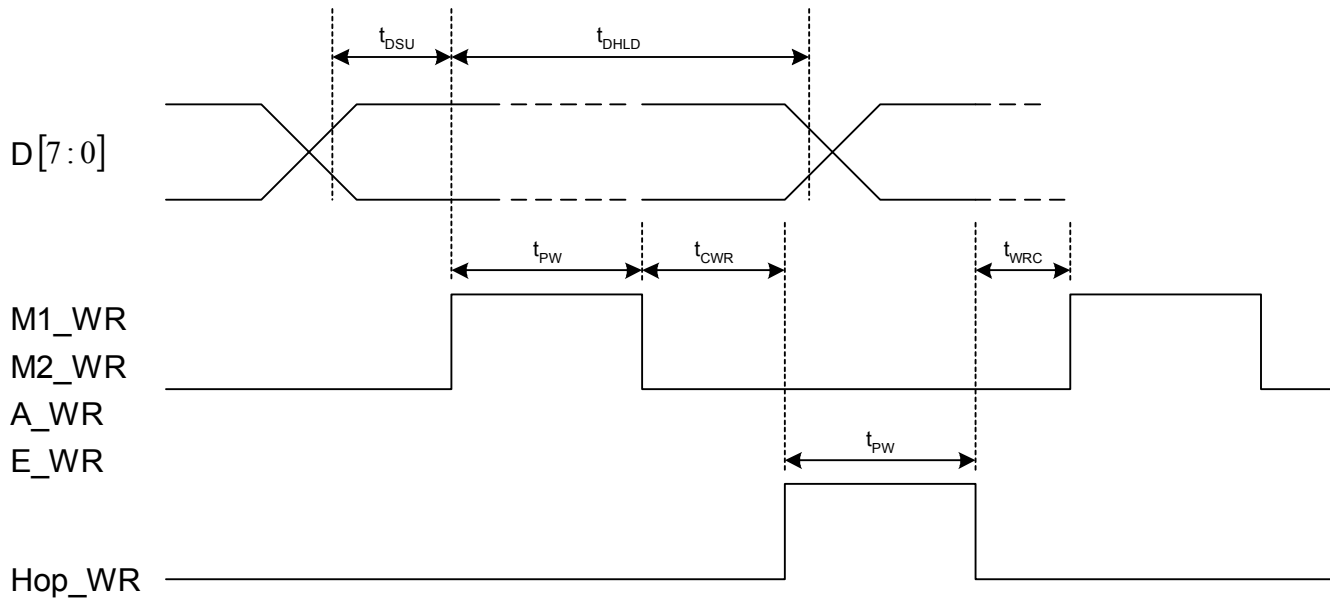 tDSU
tDHLD
D[7:0]
tPW
tCWR
tWRC
M1_WR
M2_WR
A_WR
E_WR
tPW
Hop_WR